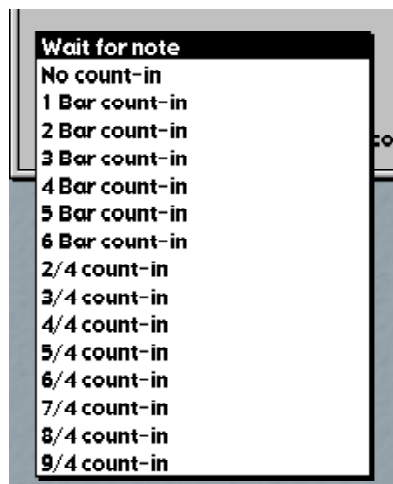 Wait for note
No count-in
1 Bar count-in
2 Bar count-in
3 Bar count-in
4 Bar count-in
5 Bar count-in
6 Bar count-in
2/4 count-in
3/4 count-in
4/4 count-in
5/4 count-in
6/4 count-in
7/4 count-in
8/4 count-in
9/4 count-in